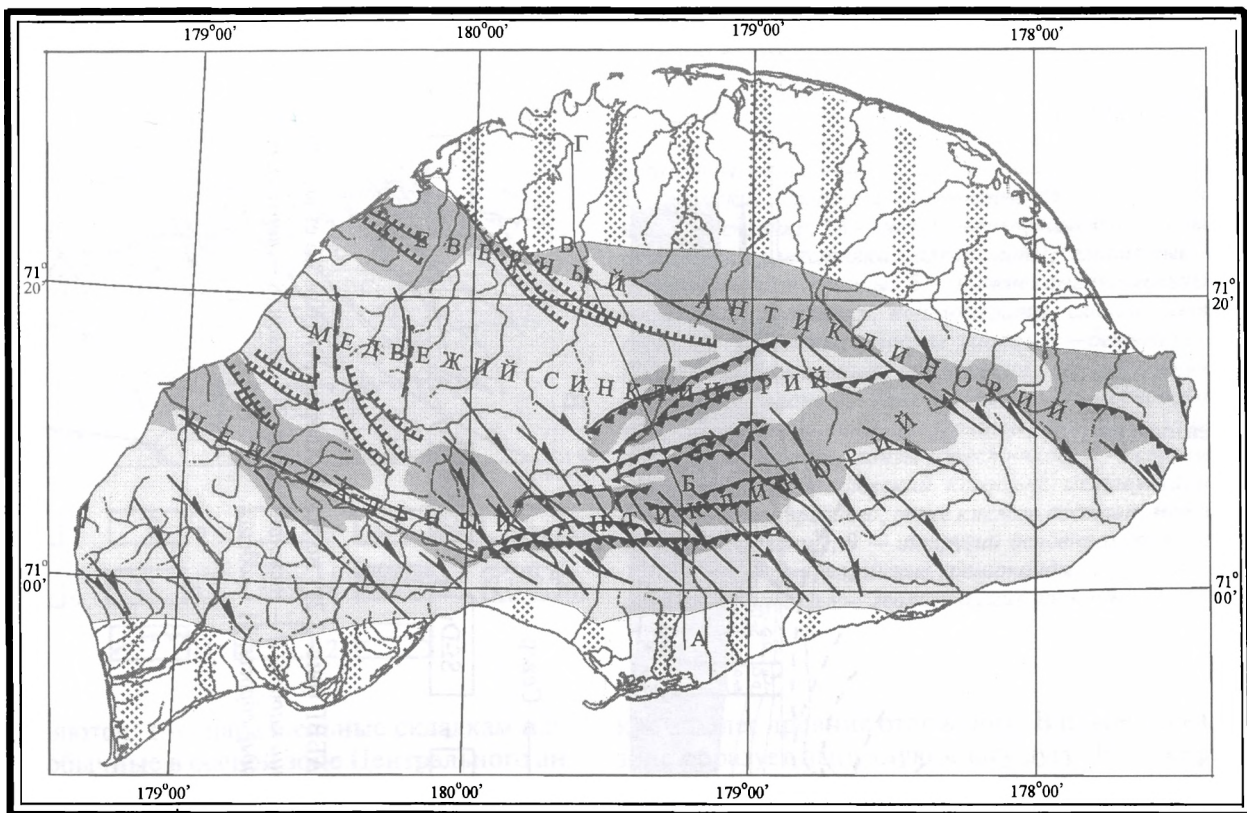 179°00' 180°00' 179°00' 178°00'
Г
В
СЕВЕРНЫЙ АНТИКЛИНОРИЙ
71° 20'
71° 20'
МЕДВЕЖИЙ СИНКЛИНОРИЙ
ЦЕНТРАЛЬНЫЙ АНТИКЛИНОРИЙ
Б
71° 00'
71° 00'
А
179°00' 180°00' 179°00' 178°00'